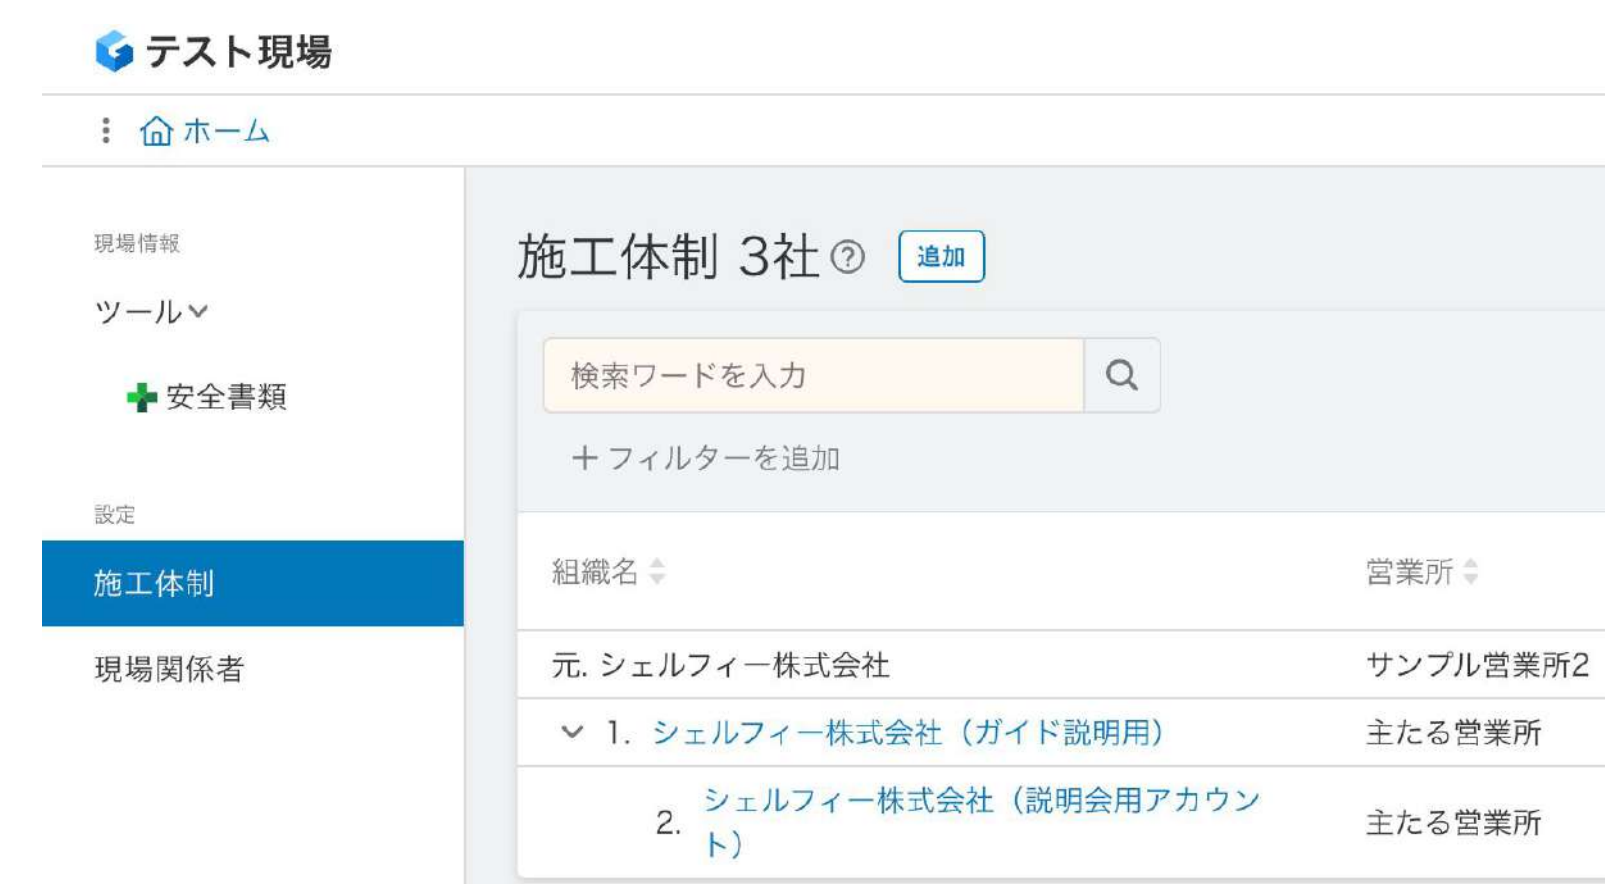 テスト現場
ホーム
現場情報
ツール
安全書類
設定
施工体制
現場関係者
施工体制 3社 ? 追加
検索ワードを入力
+ フィルターを追加
組織名 営業所
元. シェルフィー株式会社 サンプル営業所2
1. シェルフィー株式会社（ガイド説明用） 主たる営業所
2. シェルフィー株式会社（説明会用アカウン
ト） 主たる営業所